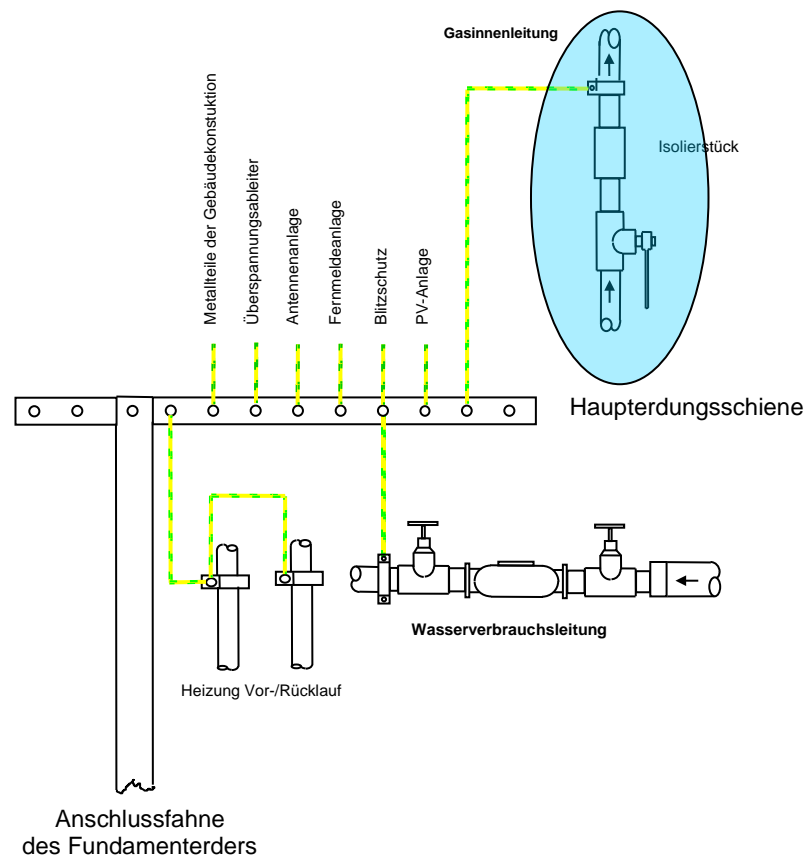 Gasinnenleitung
Isolierstück
Metallteile der Gebäudekonstuktion
Überspannungsableiter
Antennenanlage
Fernmeldeanlage
Blitzschutz
PV-Anlage
Haupterdungsschiene
Wasserverbrauchsleitung
Heizung Vor-/Rücklauf
Anschlussfahne
des Fundamenterders